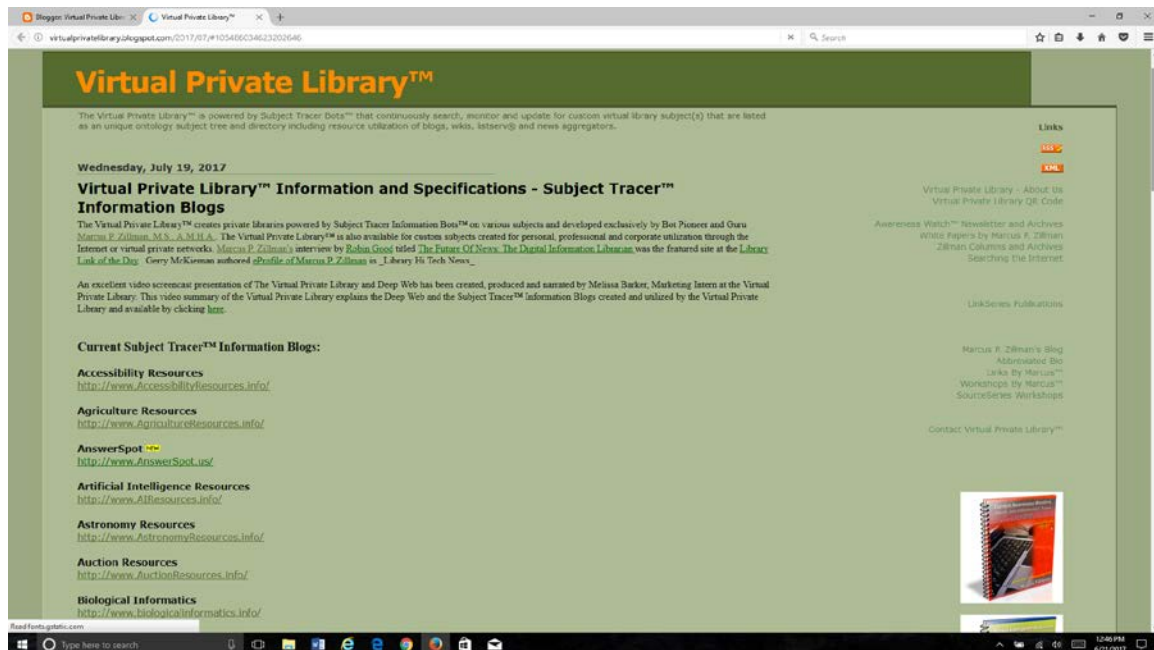 Blogger: Virtual Private Libr
Virtual Private Library™
virtualprivatelibrary.blogspot.com/2017/07/#105486034623202646
Search
Virtual Private Library™
The Virtual Private Library™ is powered by Subject Tracer Bots™ that continuously search, monitor and update for custom virtual library subject(s) that are listed
as an unique ontology subject tree and directory including resource utilization of blogs, wikis, listserv® and news aggregators.
Wednesday, July 19, 2017
Virtual Private Library™ Information and Specifications - Subject Tracer™
Information Blogs
The Virtual Private Library™ creates private libraries powered by Subject Tracer Information Bots™ on various subjects and developed exclusively by Bot Pioneer and Guru
Marcus P. Zillman, M.S., A.M.H.A.. The Virtual Private Library™ is also available for custom subjects created for personal, professional and corporate utilization through the
Internet or virtual private networks. Marcus P. Zillman's interview by Robin Good titled The Future Of News: The Digital Information Librarian was the featured site at the Library
Link of the Day. Gerry McKiernan authored eProfile of Marcus P. Zillman in _Library Hi Tech News_
An excellent video screencast presentation of The Virtual Private Library and Deep Web has been created, produced and narrated by Melissa Barker, Marketing Intern at the Virtual
Private Library. This video summary of the Virtual Private Library explains the Deep Web and the Subject Tracer™ Information Blogs created and utilized by the Virtual Private
Library and available by clicking here.
Current Subject Tracer™ Information Blogs:
Accessibility Resources
http://www.AccessibilityResources.info/
Agriculture Resources
http://www.AgricultureResources.info/
AnswerSpot NEW
http://www.AnswerSpot.us/
Artificial Intelligence Resources
http://www.AIResources.info/
Astronomy Resources
http://www.AstronomyResources.info/
Auction Resources
http://www.AuctionResources.info/
Biological Informatics
http://www.biologicalinformatics.info/
Links
RSS
XML
Virtual Private Library - About Us
Virtual Private Library QR Code
Awareness Watch™ Newsletter and Archives
White Papers by Marcus P. Zillman
Zillman Columns and Archives
Searching the Internet
LinkSeries Publications
Marcus P. Zillman's Blog
Abbreviated Bio
Links By Marcus™
Workshops By Marcus™
SourceSeries Workshops
Contact Virtual Private Library™
Read fonts.gstatic.com
Type here to search
12:46 PM
6/21/2017